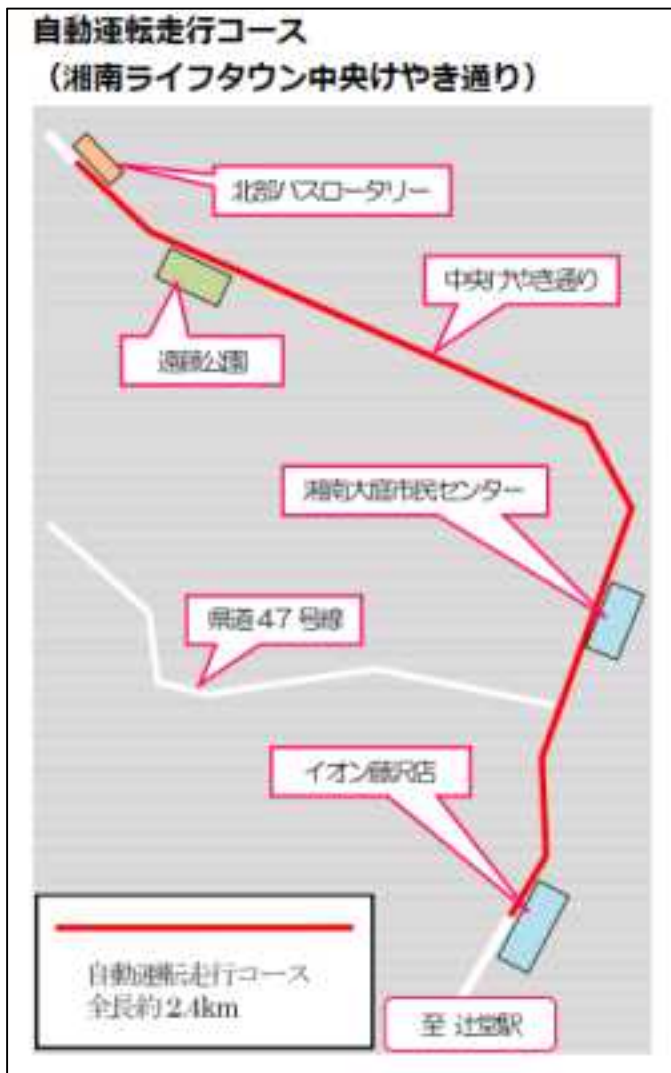 自動運転走行コース
（湘南ライフタウン中央けやき通り）
北部バスロータリー
中央けやき通り
遠藤公園
湘南大庭市民センター
県道47号線
イオン藤沢店
自動運転走行コース
全長約2.4km
至 辻堂駅